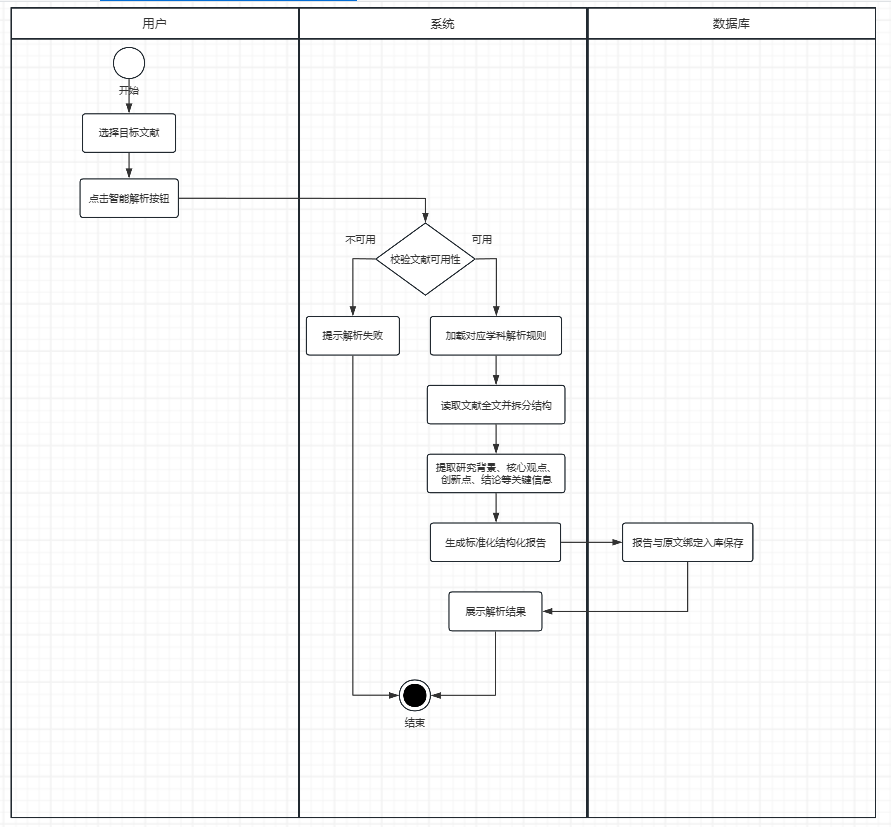 用户
系统
数据库
开始
选择目标文献
点击智能解析按钮
不可用
可用
校验文献可用性
提示解析失败
加载对应学科解析规则
读取文献全文并拆分结构
提取研究背景、核心观点、
创新点、结论等关键信息
生成标准化结构化报告
报告与原文绑定入库保存
展示解析结果
结束